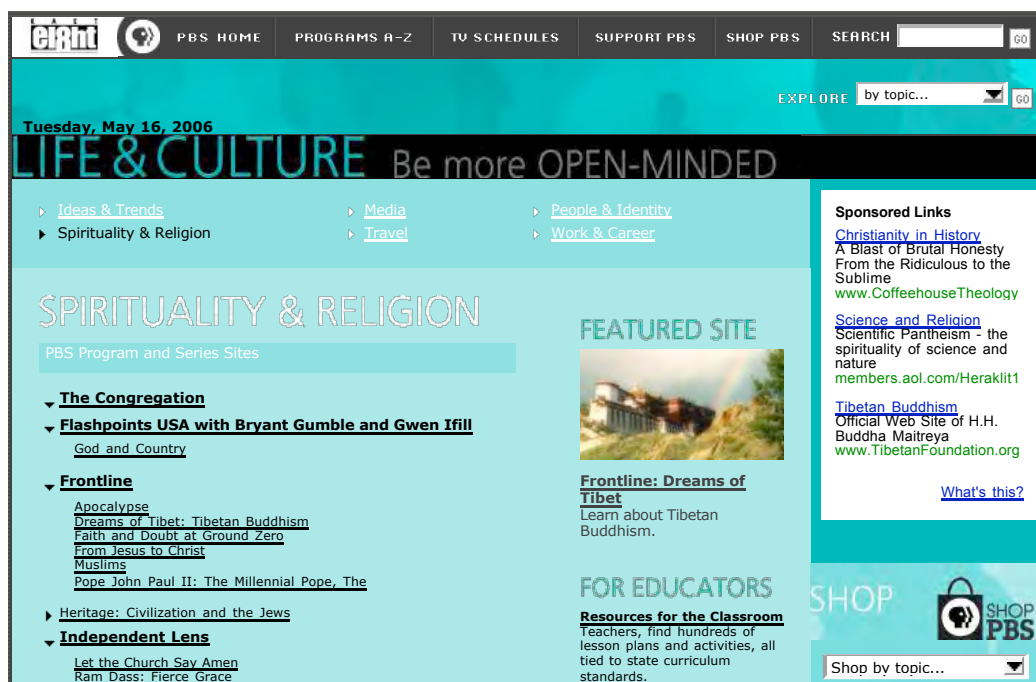 eight PBS HOME PROGRAMS A-Z TV SCHEDULES SUPPORT PBS SHOP PBS SEARCH GO
EXPLORE by topic... GO
Tuesday, May 16, 2006
LIFE & CULTURE Be more OPEN-MINDED
Ideas & Trends Media People & Identity
Spirituality & Religion Travel Work & Career
SPIRITUALITY & RELIGION
PBS Program and Series Sites
The Congregation
Flashpoints USA with Bryant Gumble and Gwen Ifill
God and Country
Frontline
Apocalypse
Dreams of Tibet: Tibetan Buddhism
Faith and Doubt at Ground Zero
From Jesus to Christ
Muslims
Pope John Paul II: The Millennial Pope, The
Heritage: Civilization and the Jews
Independent Lens
Let the Church Say Amen
Ram Dass: Fierce Grace
FEATURED SITE
Frontline: Dreams of
Tibet
Learn about Tibetan
Buddhism.
FOR EDUCATORS
Resources for the Classroom
Teachers, find hundreds of
lesson plans and activities, all
tied to state curriculum
standards.
Sponsored Links
Christianity in History
A Blast of Brutal Honesty
From the Ridiculous to the
Sublime
www.CoffeehouseTheology
Science and Religion
Scientific Pantheism - the
spirituality of science and
nature
members.aol.com/Heraklit1
Tibetan Buddhism
Official Web Site of H.H.
Buddha Maitreya
www.TibetanFoundation.org
What's this?
SHOP
SHOP
PBS
Shop by topic...